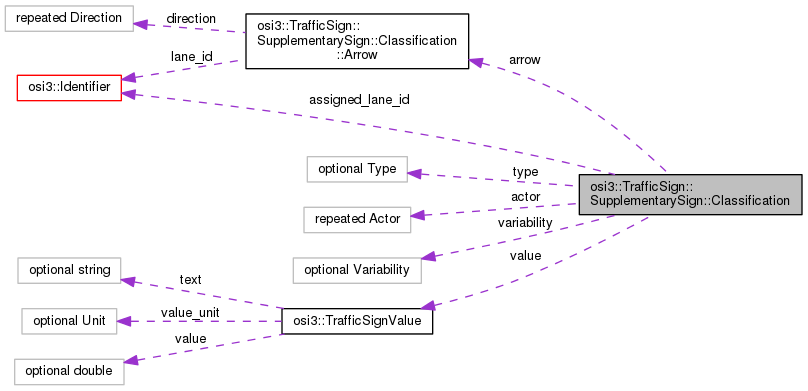 repeated Direction
direction
osi3::TrafficSign::
SupplementarySign::Classification
::Arrow
lane_id
arrow
osi3::Identifier
assigned_lane_id
optional Type
type
osi3::TrafficSign::
SupplementarySign::Classification
actor
repeated Actor
variability
optional Variability
value
optional string
text
optional Unit
value_unit
osi3::TrafficSignValue
value
optional double